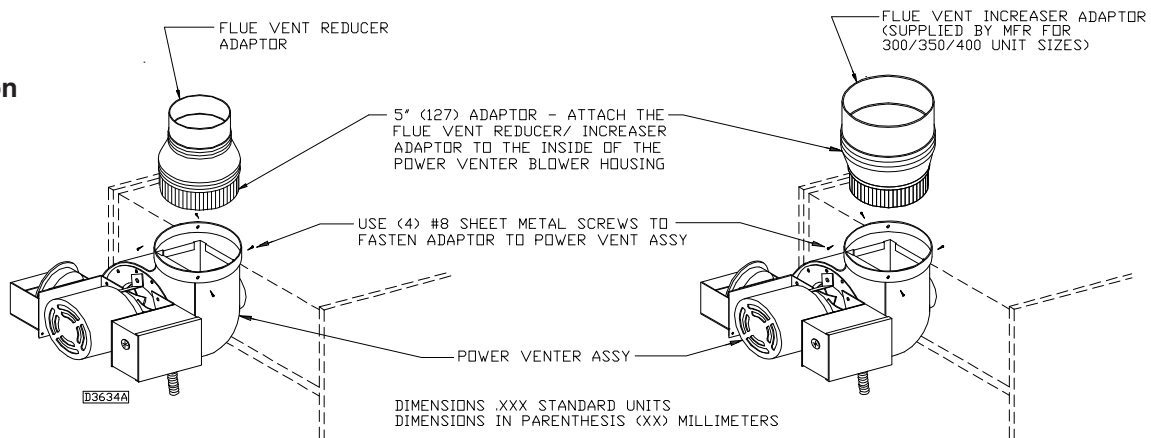 FLUE VENT REDUCER
ADAPTOR
FLUE VENT INCREASER ADAPTOR
(SUPPLIED BY MFR FOR
300/350/400 UNIT SIZES)
on
5" (127) ADAPTOR - ATTACH THE
FLUE VENT REDUCER/ INCREASER
ADAPTOR TO THE INSIDE OF THE
POWER VENTER BLOWER HOUSING
USE (4) #8 SHEET METAL SCREWS TO
FASTEN ADAPTOR TO POWER VENT ASSY
POWER VENTER ASSY
D3634A
DIMENSIONS .XXX STANDARD UNITS
DIMENSIONS IN PARENTHESIS (XX) MILLIMETERS